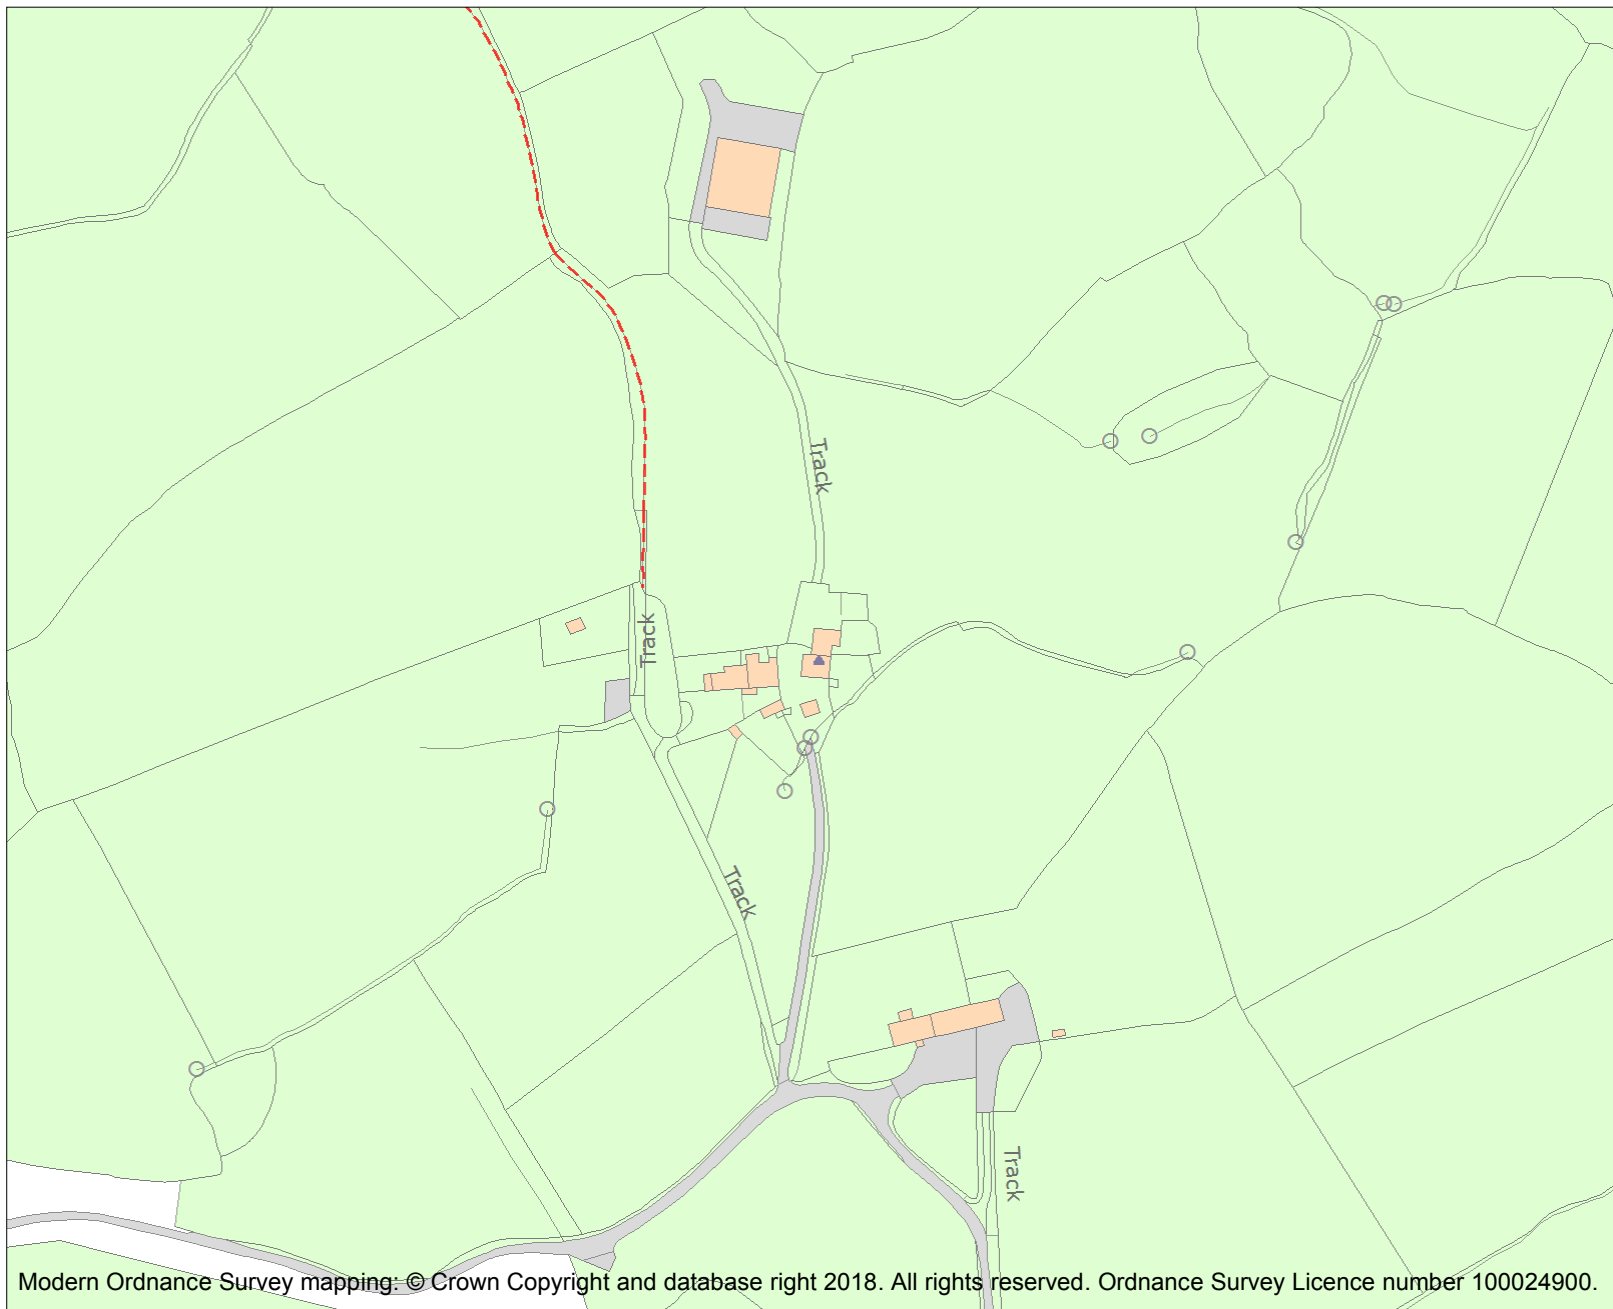 Track
Track
Track
Track
Modern Ordnance Survey mapping: © Crown Copyright and database right 2018. All rights reserved. Ordnance Survey Licence number 100024900.